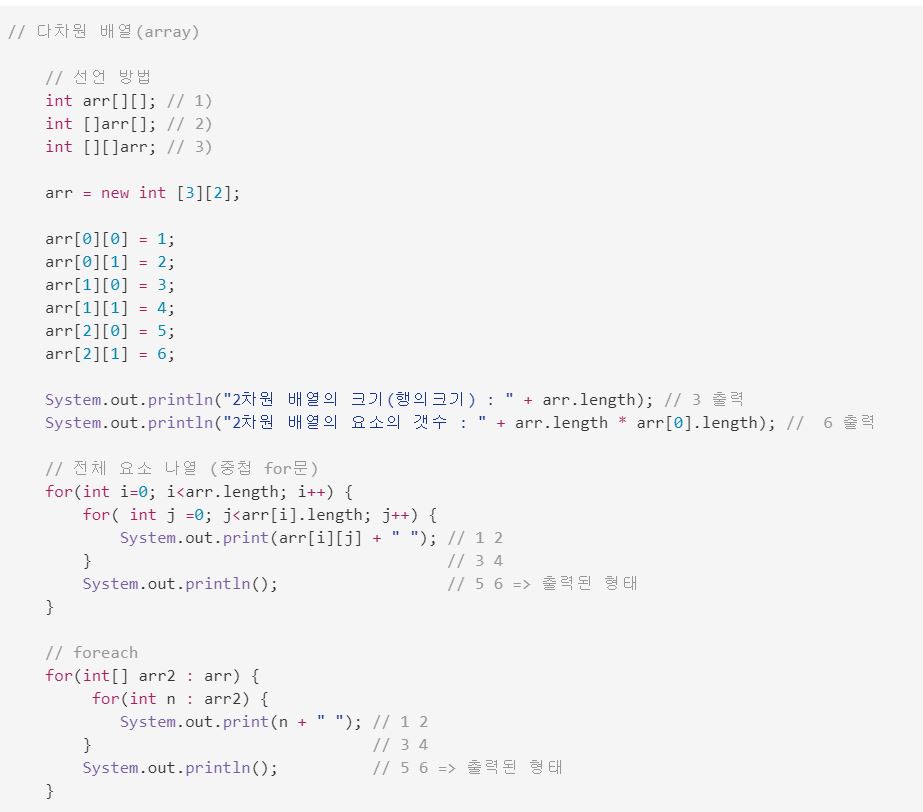 // 다차원 배열(array)
// 선언 방법
int arr[][]; // 1)
int []arr[]; // 2)
int [][]arr; // 3)
arr = new int [3][2];
arr[0][0] = 1;
arr[0][1] = 2;
arr[1][0] = 3;
arr[1][1] = 4;
arr[2][0] = 5;
arr[2][1] = 6;
System.out.println("2차원 배열의 크기(행의크기) : " + arr.length); // 3 출력
System.out.println("2차원 배열의 요소의 갯수 : " + arr.length * arr[0].length); //  6 출력
// 전체 요소 나열 (중첩 for문)
for(int i=0; i<arr.length; i++) {
for( int j =0; j<arr[i].length; j++) {
System.out.print(arr[i][j] + " "); // 1 2
} // 3 4
System.out.println(); // 5 6 => 출력된 형태
}
// foreach
for(int[] arr2 : arr) {
for(int n : arr2) {
System.out.print(n + " "); // 1 2
} // 3 4
System.out.println(); // 5 6 => 출력된 형태
}